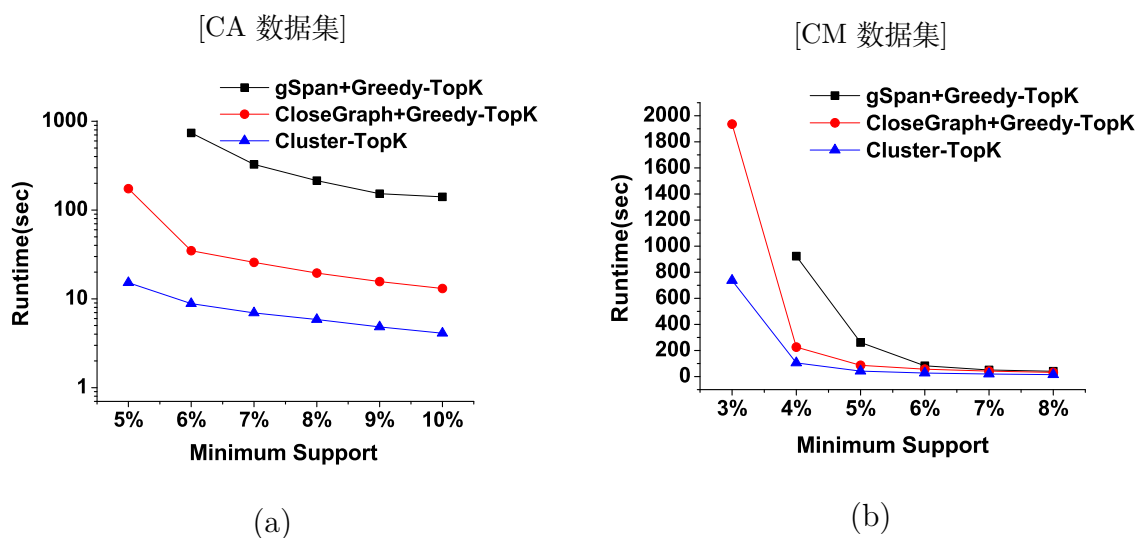 [CA 数据集]
gSpan+Greedy-TopK
CloseGraph+Greedy-TopK
Cluster-TopK
1000
100
10
1
Runtime(sec)
5% 6% 7% 8% 9% 10%
Minimum Support
(a)
[CM 数据集]
gSpan+Greedy-TopK
CloseGraph+Greedy-TopK
Cluster-TopK
2000
1800
1600
1400
1200
1000
800
600
400
200
0
Runtime(sec)
3% 4% 5% 6% 7% 8%
Minimum Support
(b)